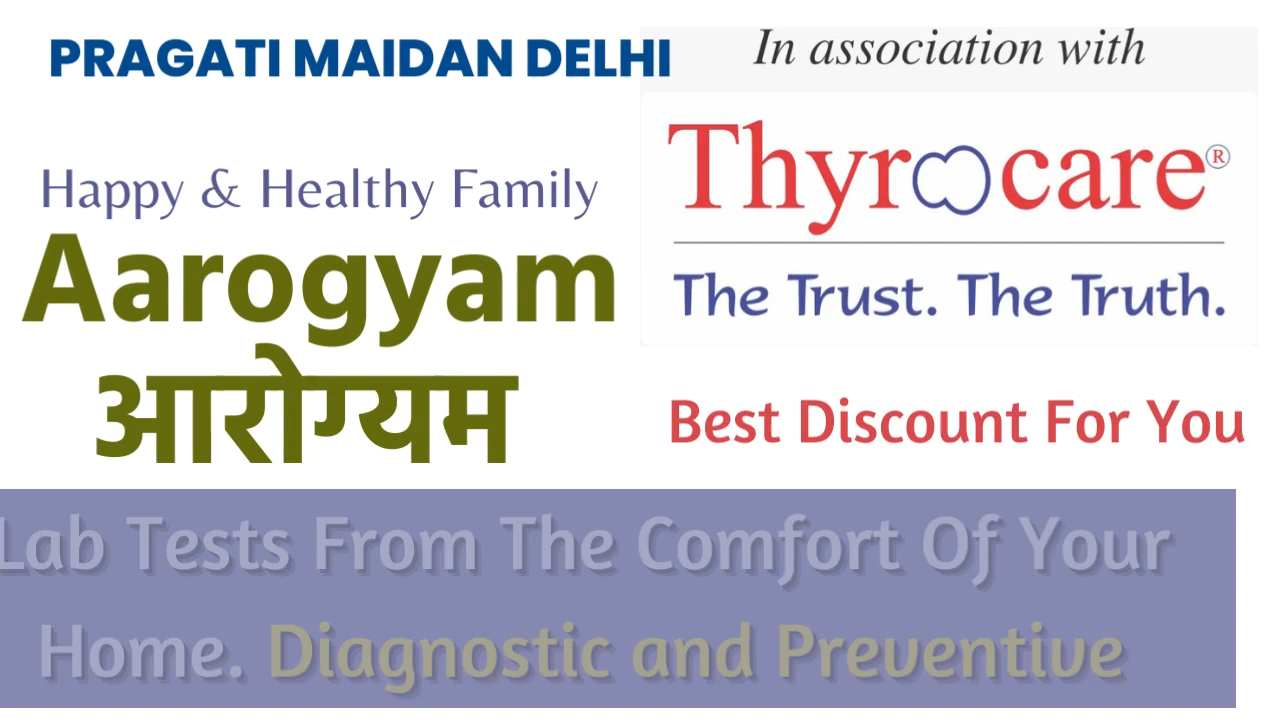 PRAGATI MAIDAN DELHI
In association with
Thyrocare®
The Trust. The Truth.
Happy & Healthy Family
Aarogyam
आरोग्यम
Best Discount For You
Lab Tests From The Comfort Of Your
Home. Diagnostic and Preventive